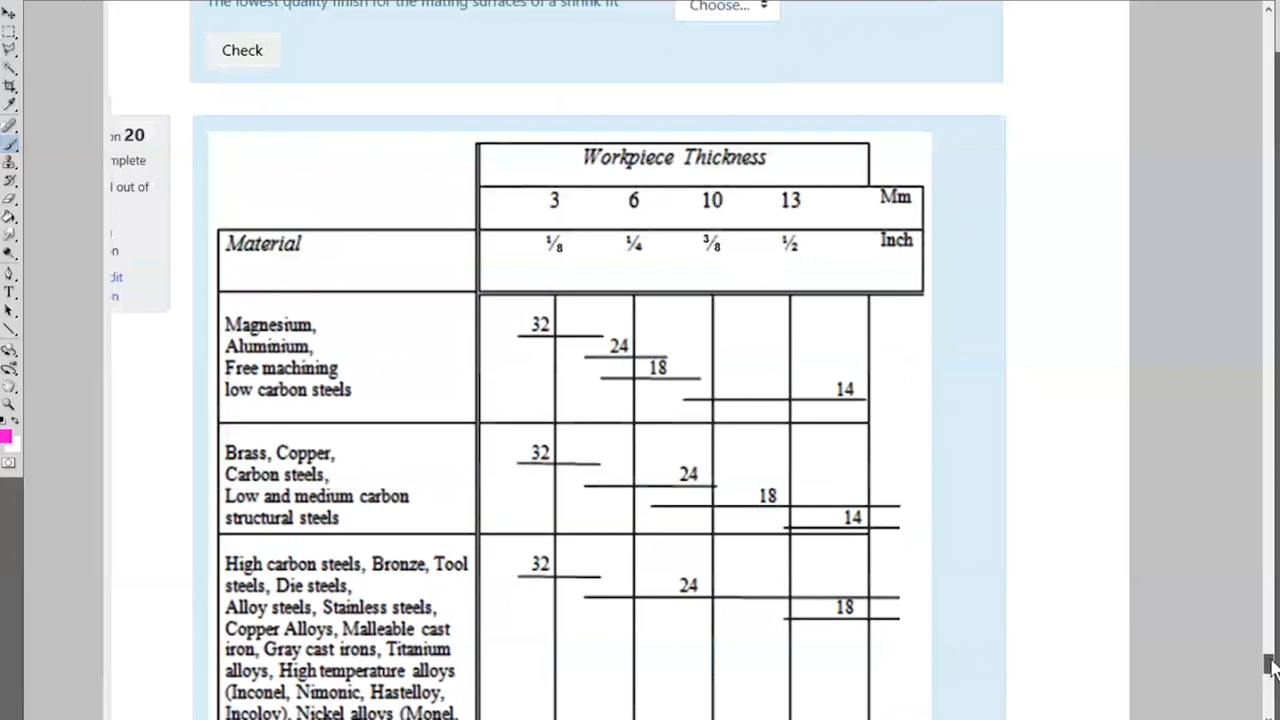 The lowest quality finish for the mating surfaces of a shrink fit
Choose...
Check
on 20
mplete
l out of
n
dit
n
Workpiece Thickness
3 6 10 13 Mm
Material
⅛ ¼ ⅜ ½ Inch
Magnesium,
Aluminium,
Free machining
low carbon steels
32
24
18
14
Brass, Copper,
Carbon steels,
Low and medium carbon
structural steels
32
24
18
14
High carbon steels, Bronze, Tool
steels, Die steels,
Alloy steels, Stainless steels,
Copper Alloys, Malleable cast
iron, Gray cast irons, Titanium
alloys, High temperature alloys
(Inconel, Nimonic, Hastelloy,
Incoloy), Nickel alloys (Monel,
32
24
18